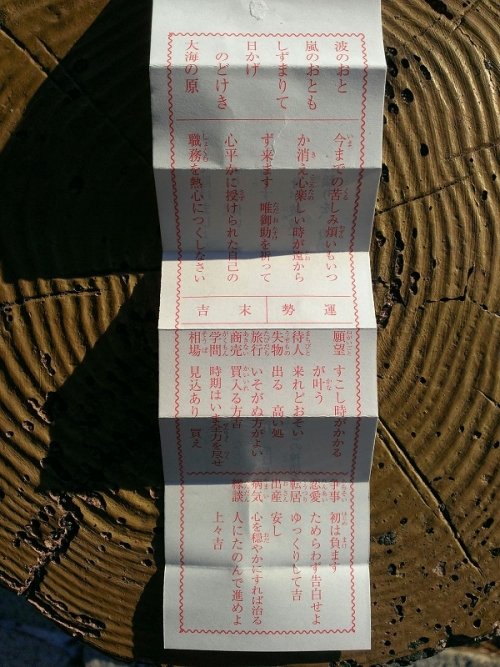 波のおと
嵐のおとも
しずまりて
日かげ
のどけき
大海の原
今までの苦しみ煩いもいつ
か消え心楽しい時が遠から
ず来ます 唯御助を祈って
心平かに授けられた自己の
職務を熱心につくしなさい
運勢 末吉
願望 すこし時がかかる
が叶う
待人 来れどおそい
失物 出る 高い処
旅行 いそがぬ方がよい
商売 買入る方吉
学問 時期はいま全力を尽せ
相場 見込あり 買え
争事 初は負ます
恋愛 ためらわず告白せよ
転居 ゆっくりして吉
出産 安し
病気 心を穏やかにすれば治る
縁談 人にたのんで進めよ
上々吉